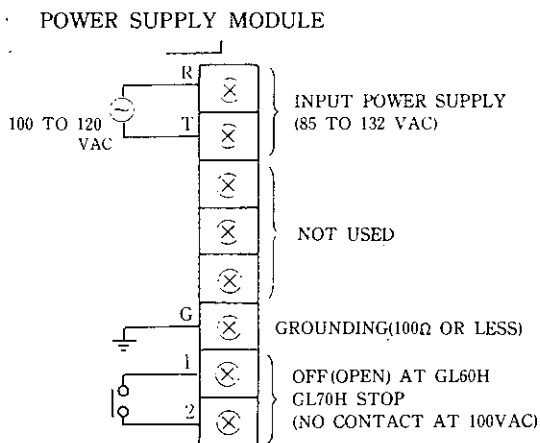 POWER SUPPLY MODULE
R
100 TO 120
VAC
T
INPUT POWER SUPPLY
(85 TO 132 VAC)
NOT USED
G
GROUNDING(100Ω OR LESS)
1
2
OFF(OPEN) AT GL60H
GL70H STOP
(NO CONTACT AT 100VAC)